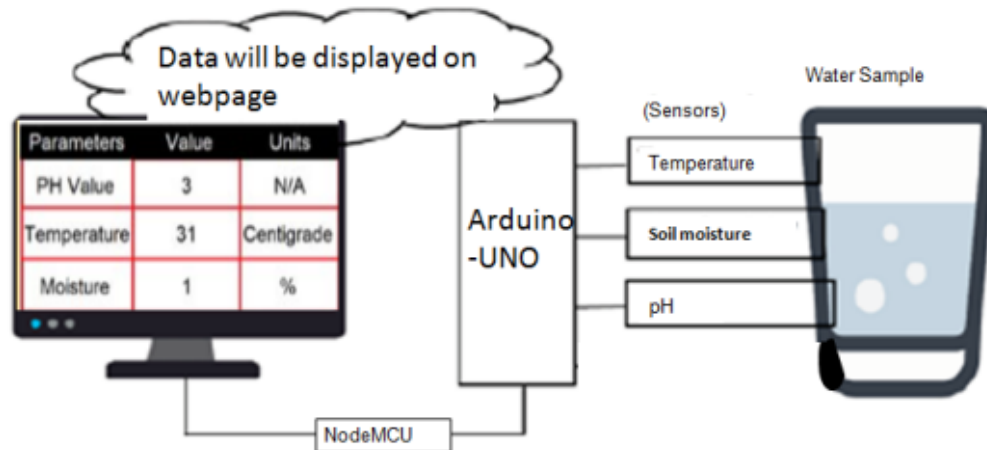 Data will be displayed on
webpage
Parameters Value Units
PH Value 3 N/A
Temperature 31 Centigrade
Moisture 1 %
Arduino
-UNO
NodeMCU
(Sensors)
Temperature
Soil moisture
pH
Water Sample